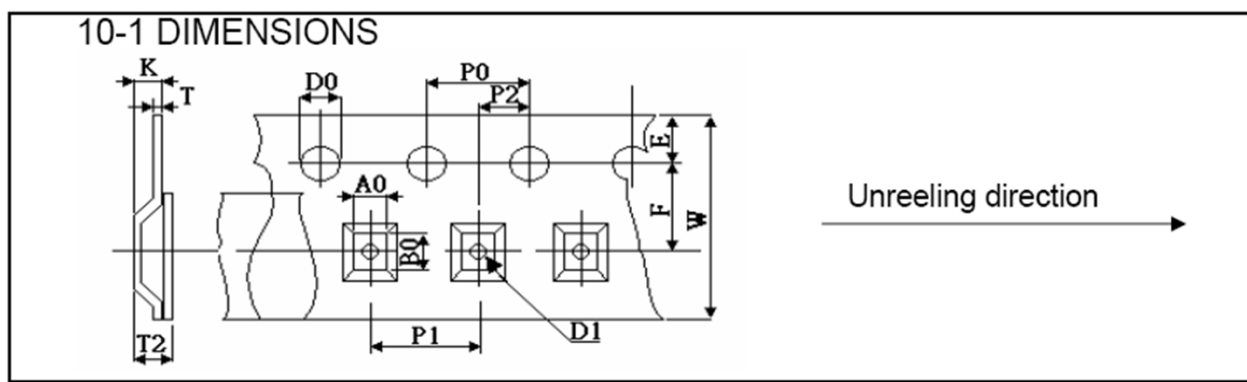 10-1 DIMENSIONS
K
T
D0
P0
P2
E
A0
F
W
B0
Unreeling direction
T2
P1
D1